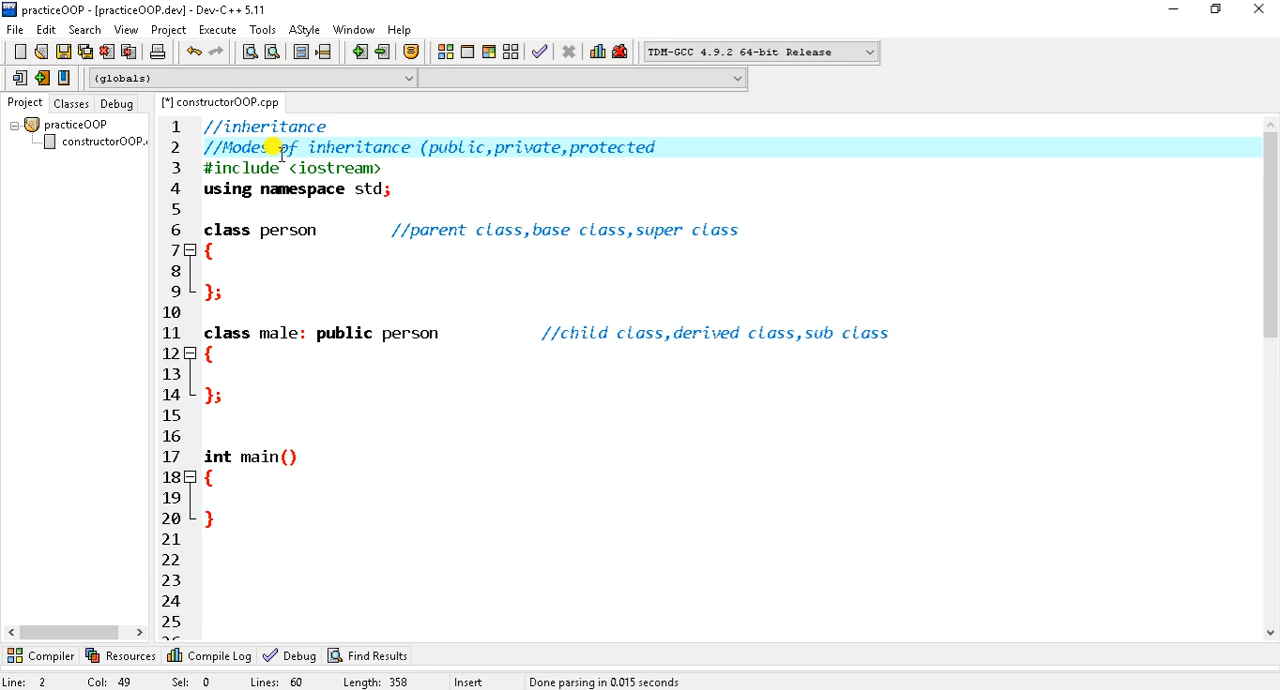 practiceOOP - [practiceOOP.dev] - Dev-C++ 5.11
File Edit Search View Project Execute Tools AStyle Window Help
TDM-GCC 4.9.2 64-bit Release
(globals)
Project Classes Debug
[*] constructorOOP.cpp
practiceOOP
constructorOOP.
1 //inheritance
2 //Modes of inheritance (public,private,protected
3 #include <iostream>
4 using namespace std;
5
6 class person //parent class,base class,super class
7 {
8
9 };
10
11 class male: public person //child class,derived class,sub class
12 {
13
14 };
15
16
17 int main()
18 {
19
20 }
21
22
23
24
25
Compiler Resources Compile Log Debug Find Results
Line: 2 Col: 49 Sel: 0 Lines: 60 Length: 358 Insert Done parsing in 0.015 seconds